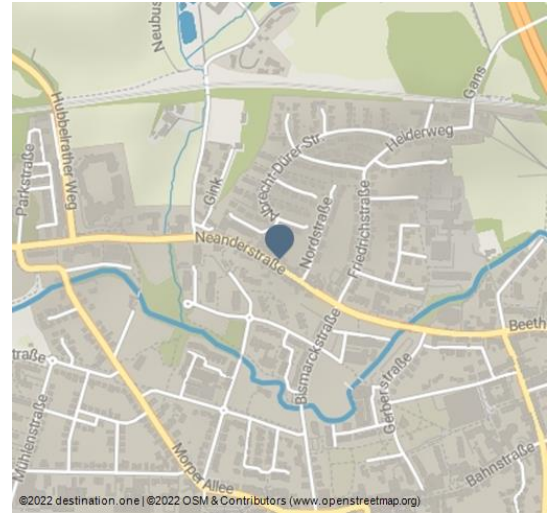 Neubus
Gans
Hubbelrather Weg
Heiderweg
Parkstraße
Albrecht-Dürer-Str.
Gink
Nordstraße
Friedrichstraße
Neanderstraße
Beeth
Bismarckstraße
traße
Gerberstraße
Mühlenstraße
Morper Allee
Bahnstraße
©2022 destination.one | ©2022 OSM & Contributors (www.openstreetmap.org)